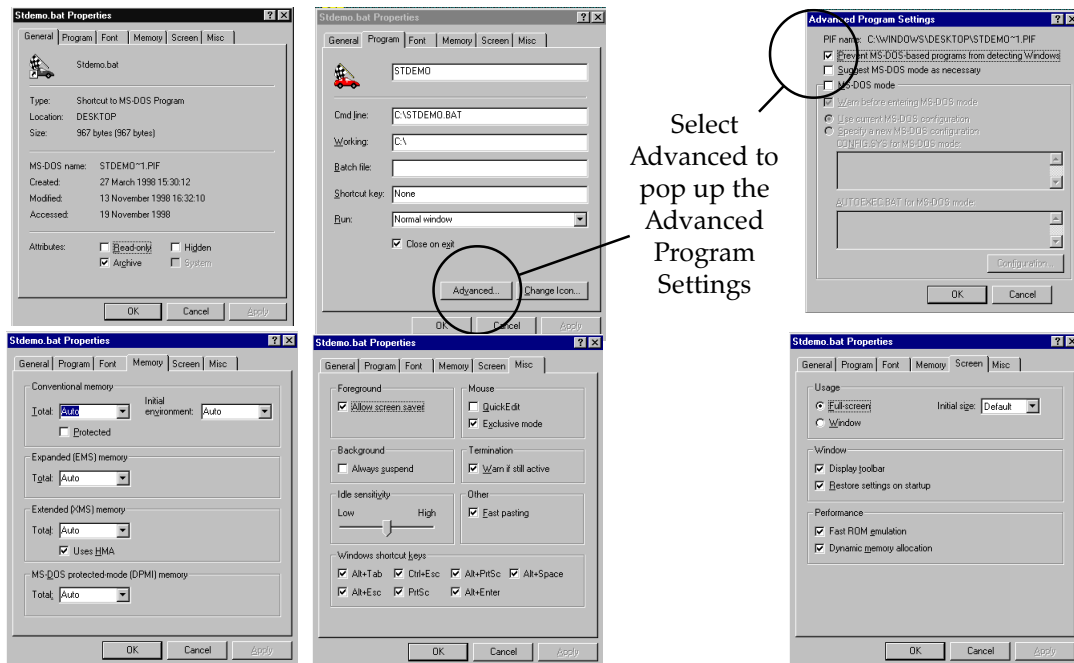 Stdemo.bat Properties
General Program Font Memory Screen Misc
Stdemo.bat
Type: Shortcut to MS-DOS Program
Location: DESKTOP
Size: 967 bytes (967 bytes)
MS-DOS name: STDEMO~1.PIF
Created: 27 March 1998 15:30:12
Modified: 13 November 1998 16:32:10
Accessed: 19 November 1998
Attributes: Read-only Hidden
Archive System
OK Cancel Apply
Stdemo.bat Properties
General Program Font Memory Screen Misc
STDEMO
Cmd line: C:\STDEMO.BAT
Working: C:\
Batch file:
Shortcut key: None
Run: Normal window
Close on exit
Advanced... Change Icon...
OK Cancel Apply
Select
Advanced to
pop up the
Advanced
Program
Settings
Advanced Program Settings
PIF name: C:\WINDOWS\DESKTOP\STDEMO~1.PIF
Prevent MS-DOS-based programs from detecting Windows
Suggest MS-DOS mode as necessary
MS-DOS mode
Warn before entering MS-DOS mode
Use current MS-DOS configuration
Specify a new MS-DOS configuration
CONFIG.SYS for MS-DOS mode:
AUTOEXEC.BAT for MS-DOS mode:
Configuration...
OK Cancel
Stdemo.bat Properties
General Program Font Memory Screen Misc
Conventional memory
Total: Auto Initial environment: Auto
Protected
Expanded (EMS) memory
Total: Auto
Extended (XMS) memory
Total: Auto
Uses HMA
MS-DOS protected-mode (DPMI) memory
Total: Auto
OK Cancel Apply
Stdemo.bat Properties
General Program Font Memory Screen Misc
Foreground
Allow screen saver
Mouse
QuickEdit
Exclusive mode
Background
Always suspend
Termination
Warn if still active
Idle sensitivity
Low High
Other
Fast pasting
Windows shortcut keys
Alt+Tab Ctrl+Esc Alt+PrtSc Alt+Space
Alt+Esc PrtSc Alt+Enter
OK Cancel Apply
Stdemo.bat Properties
General Program Font Memory Screen Misc
Usage
Full-screen Initial size: Default
Window
Window
Display toolbar
Restore settings on startup
Performance
Fast ROM emulation
Dynamic memory allocation
OK Cancel Apply